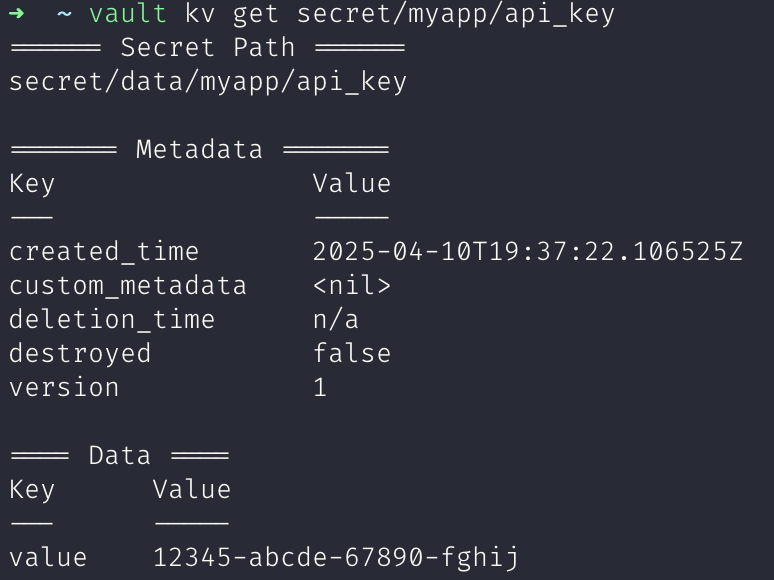 ➜  ~ vault kv get secret/myapp/api_key
====== Secret Path ======
secret/data/myapp/api_key
======= Metadata =======
Key                Value
---                -----
created_time       2025-04-10T19:37:22.106525Z
custom_metadata    <nil>
deletion_time      n/a
destroyed          false
version            1
==== Data ====
Key      Value
---      -----
value    12345-abcde-67890-fghij